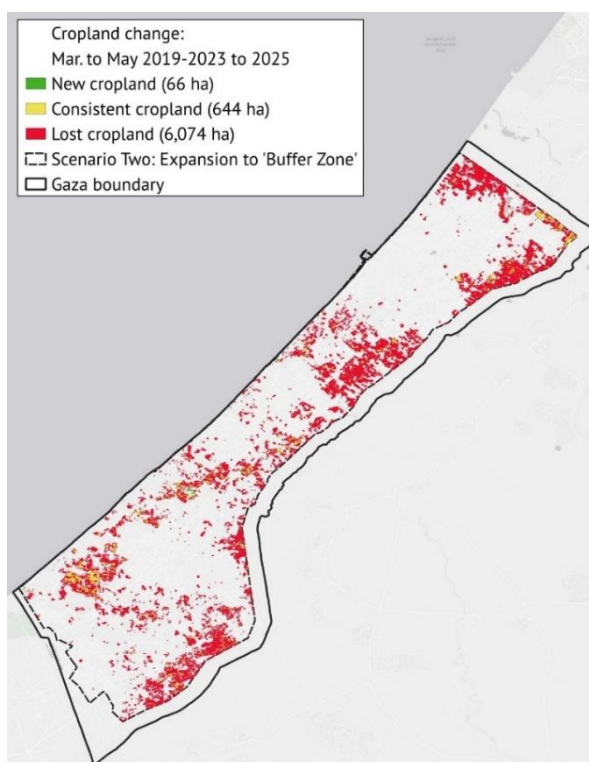 Cropland change:
Mar. to May 2019-2023 to 2025
New cropland (66 ha)
Consistent cropland (644 ha)
Lost cropland (6,074 ha)
Scenario Two: Expansion to 'Buffer Zone'
Gaza boundary